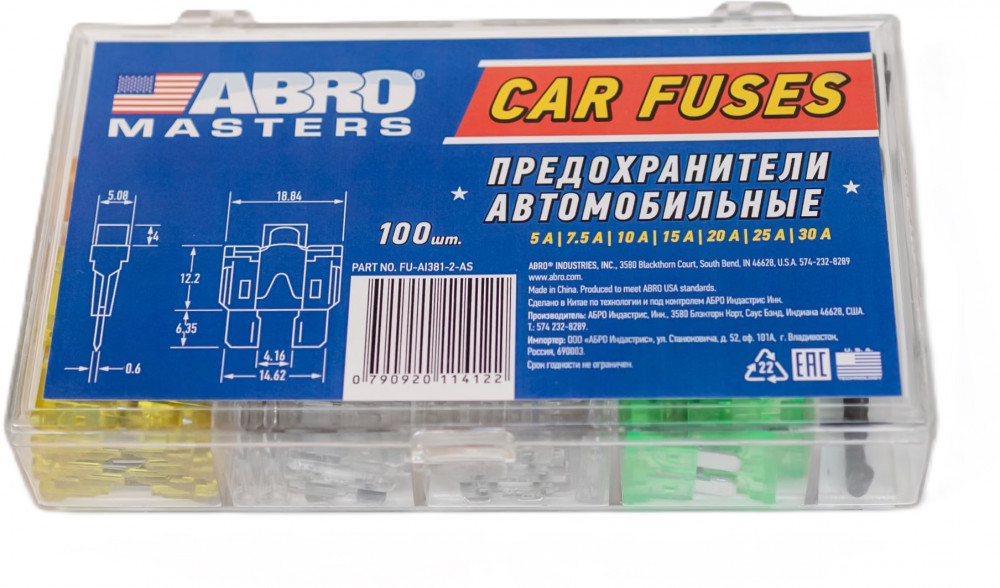 ABRO®
MASTERS
CAR FUSES
ПРЕДОХРАНИТЕЛИ
АВТОМОБИЛЬНЫЕ
5 A | 7.5 A | 10 A | 15 A | 20 A | 25 A | 30 A
100 шт.
PART NO. FU-AI381-2-AS
0 790920 114122
5.08
4
12.2
6.35
0.6
18.84
4.16
14.62
ABRO® INDUSTRIES, INC., 3580 Blackthorn Court, South Bend, IN 46628, U.S.A. 574-232-8289
www.abro.com.
Made in China. Produced to meet ABRO USA standards.
Сделано в Китае по технологии и под контролем АБРО Индастрис Инк.
Производитель: АБРО Индастрис, Инк., 3580 Блэкторн Корт, Саус Бэнд, Индиана 46628, США.
Т.: 574 232-8289.
Импортер: ООО «АБРО Индастрис», ул. Станюковича, д. 52, оф. 101А, г. Владивосток,
Россия, 690003.
Срок годности не ограничен.
22
EAC